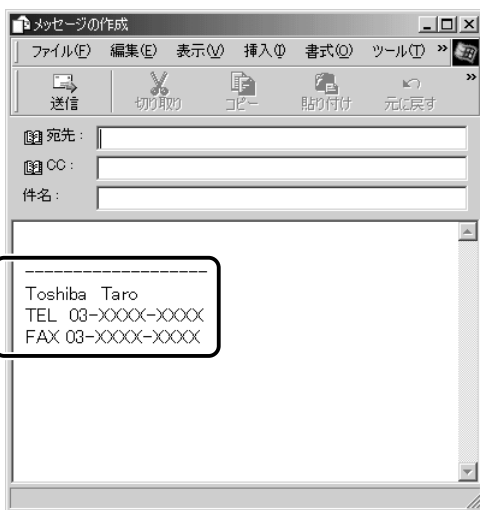 メッセージの作成
ファイル(F) 編集(E) 表示(V) 挿入(I) 書式(O) ツール(T) »
送信 切り取り コピー 貼り付け 元に戻す »
宛先:
CC:
件名:
--------------------
Toshiba Taro
TEL 03-XXXX-XXXX
FAX 03-XXXX-XXXX